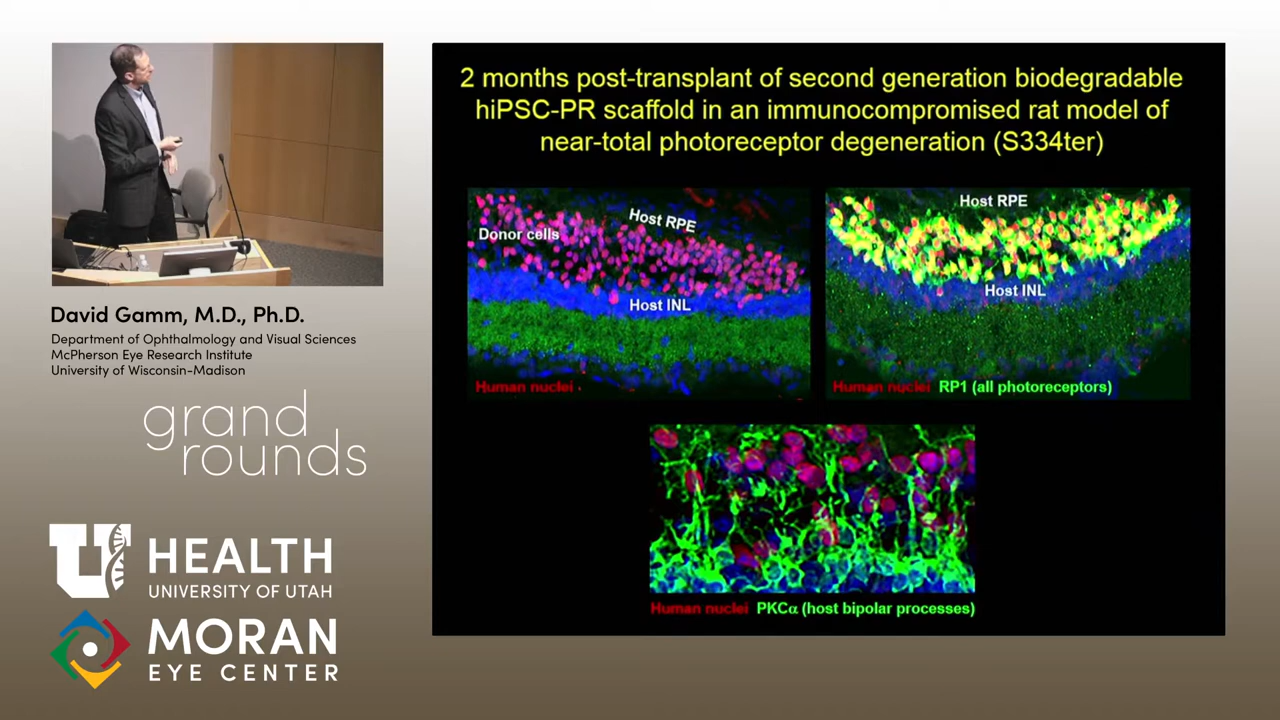 2 months post-transplant of second generation biodegradable
hiPSC-PR scaffold in an immunocompromised rat model of
near-total photoreceptor degeneration (S334ter)
Host RPE
Donor cells
Host INL
Human nuclei
Host RPE
Host INL
Human nuclei RP1 (all photoreceptors)
Human nuclei PKCα (host bipolar processes)
David Gamm, M.D., Ph.D.
Department of Ophthalmology and Visual Sciences
McPherson Eye Research Institute
University of Wisconsin-Madison
grand
rounds
U HEALTH
UNIVERSITY OF UTAH
MORAN
EYE CENTER